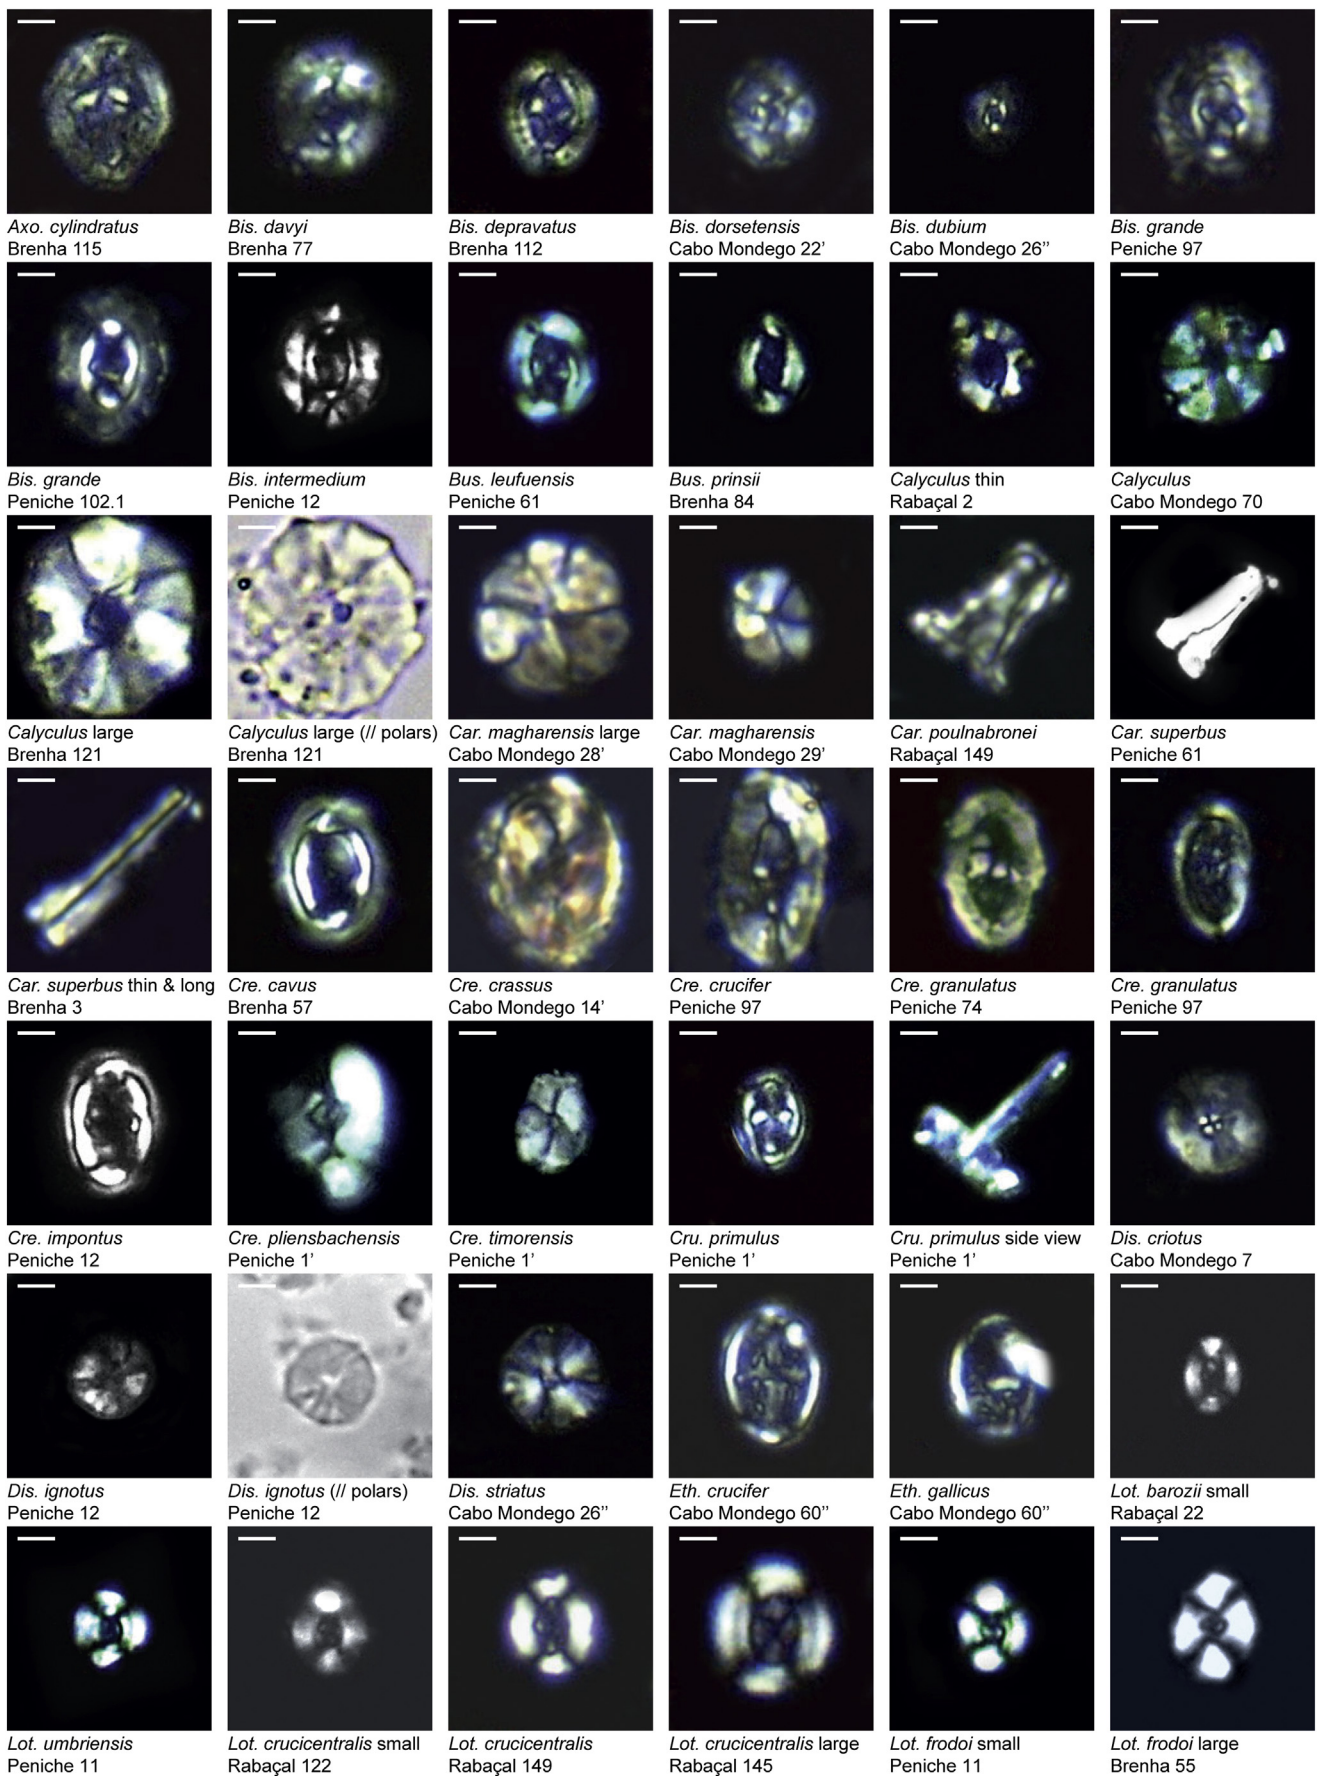 Axo. cylindratus
Brenha 115
Bis. davyi
Brenha 77
Bis. depravatus
Brenha 112
Bis. dorsetensis
Cabo Mondego 22’
Bis. dubium
Cabo Mondego 26’’
Bis. grande
Peniche 97
Bis. grande
Peniche 102.1
Bis. intermedium
Peniche 12
Bus. leufuensis
Peniche 61
Bus. prinsii
Brenha 84
Calyculus thin
Rabaçal 2
Calyculus
Cabo Mondego 70
Calyculus large
Brenha 121
Calyculus large (// polars)
Brenha 121
Car. magharensis large
Cabo Mondego 28’
Car. magharensis
Cabo Mondego 29’
Car. poulnabronei
Rabaçal 149
Car. superbus
Peniche 61
Car. superbus thin & long
Brenha 3
Cre. cavus
Brenha 57
Cre. crassus
Cabo Mondego 14’
Cre. crucifer
Peniche 97
Cre. granulatus
Peniche 74
Cre. granulatus
Peniche 97
Cre. impontus
Peniche 12
Cre. pliensbachensis
Peniche 1’
Cre. timorensis
Peniche 1’
Cru. primulus
Peniche 1’
Cru. primulus side view
Peniche 1’
Dis. criotus
Cabo Mondego 7
Dis. ignotus
Peniche 12
Dis. ignotus (// polars)
Peniche 12
Dis. striatus
Cabo Mondego 26’’
Eth. crucifer
Cabo Mondego 60’’
Eth. gallicus
Cabo Mondego 60’’
Lot. barozii small
Rabaçal 22
Lot. umbriensis
Peniche 11
Lot. crucicentralis small
Rabaçal 122
Lot. crucicentralis
Rabaçal 149
Lot. crucicentralis large
Rabaçal 145
Lot. frodoi small
Peniche 11
Lot. frodoi large
Brenha 55